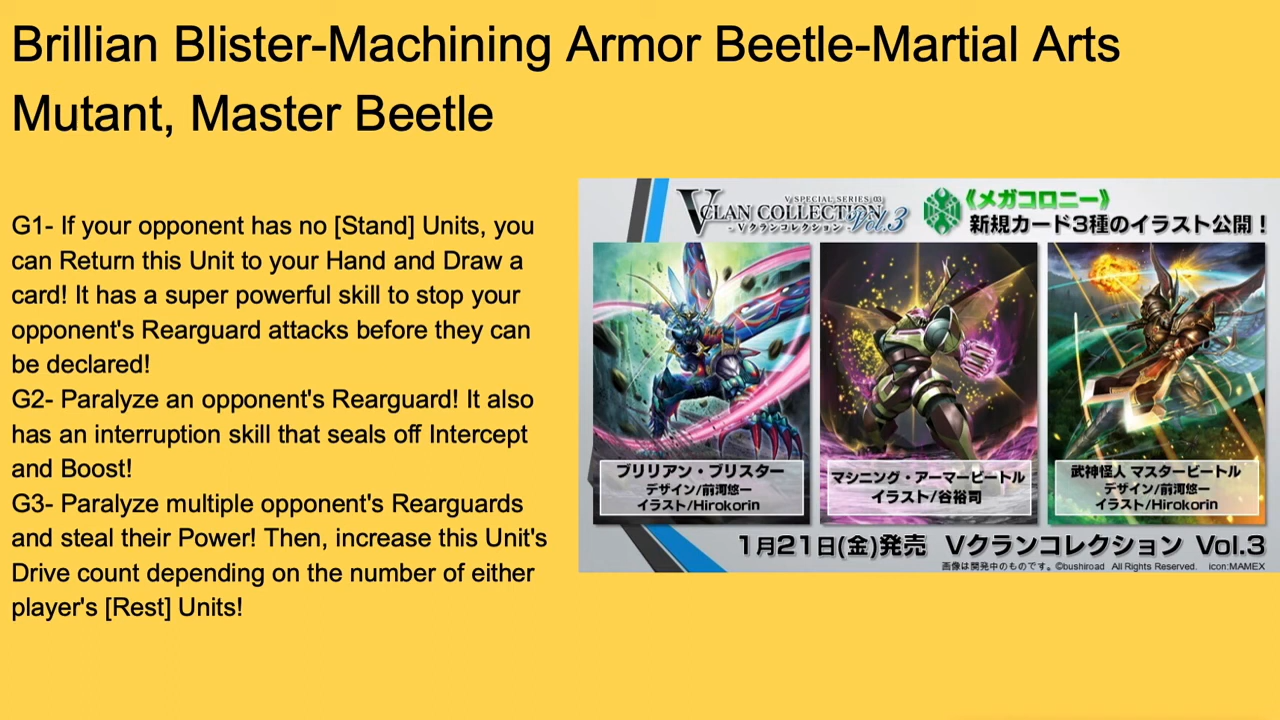 Brillian Blister-Machining Armor Beetle-Martial Arts
Mutant, Master Beetle
G1- If your opponent has no [Stand] Units, you
can Return this Unit to your Hand and Draw a
card! It has a super powerful skill to stop your
opponent's Rearguard attacks before they can
be declared!
G2- Paralyze an opponent's Rearguard! It also
has an interruption skill that seals off Intercept
and Boost!
G3- Paralyze multiple opponent's Rearguards
and steal their Power! Then, increase this Unit's
Drive count depending on the number of either
player's [Rest] Units!
V SPECIAL SERIES 03
V CLAN COLLECTION Vol.3
- Vクランコレクション -
《メガコロニー》
新規カード3種のイラスト公開！
ブリリアン・ブリスター
デザイン/前河悠一
イラスト/Hirokorin
マシニング・アーマービートル
イラスト/谷裕司
武神怪人 マスタービートル
デザイン/前河悠一
イラスト/Hirokorin
1月21日(金)発売 Vクランコレクション Vol.3
画像は開発中のものです。©bushiroad All Rights Reserved. icon:MAMEX